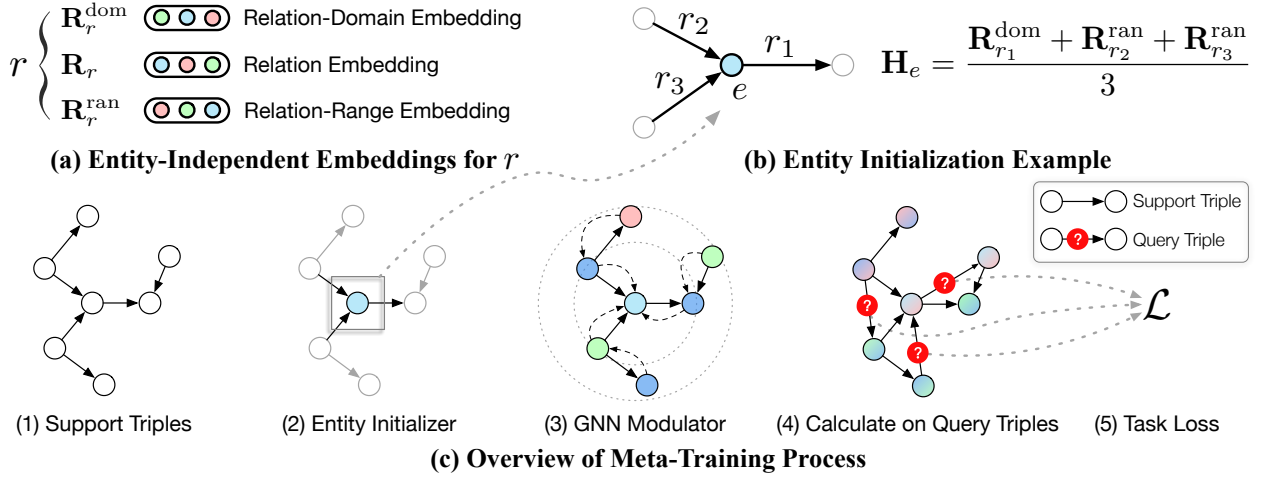 r { R_r^dom Relation-Domain Embedding
R_r Relation Embedding
R_r^ran Relation-Range Embedding
(a) Entity-Independent Embeddings for r
r_2
r_1
r_3
e
H_e = (R_{r_1}^dom + R_{r_2}^ran + R_{r_3}^ran) / 3
(b) Entity Initialization Example
Support Triple
? Query Triple
?
?
?
ℒ
(1) Support Triples
(2) Entity Initializer
(3) GNN Modulator
(4) Calculate on Query Triples
(5) Task Loss
(c) Overview of Meta-Training Process